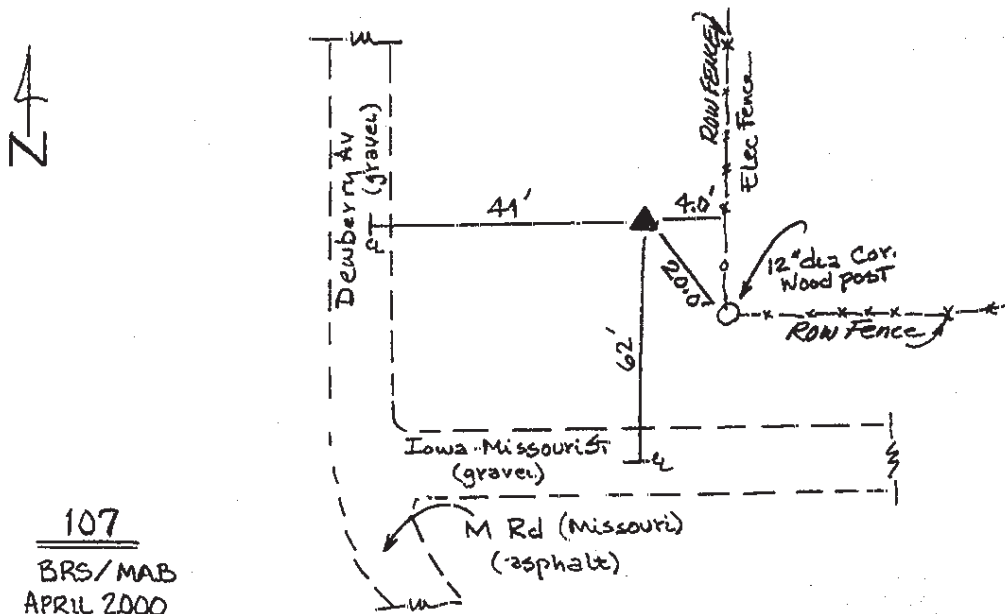 N
Dewberry Av
(gravel)
ROW FENCE
Elec Fence
44'
4.0'
20.0'
12" dia Cor.
Wood post
ROW Fence
62'
Iowa-Missouri St
(gravel)
M Rd (Missouri)
(asphalt)
107
BRS/MAB
APRIL 2000